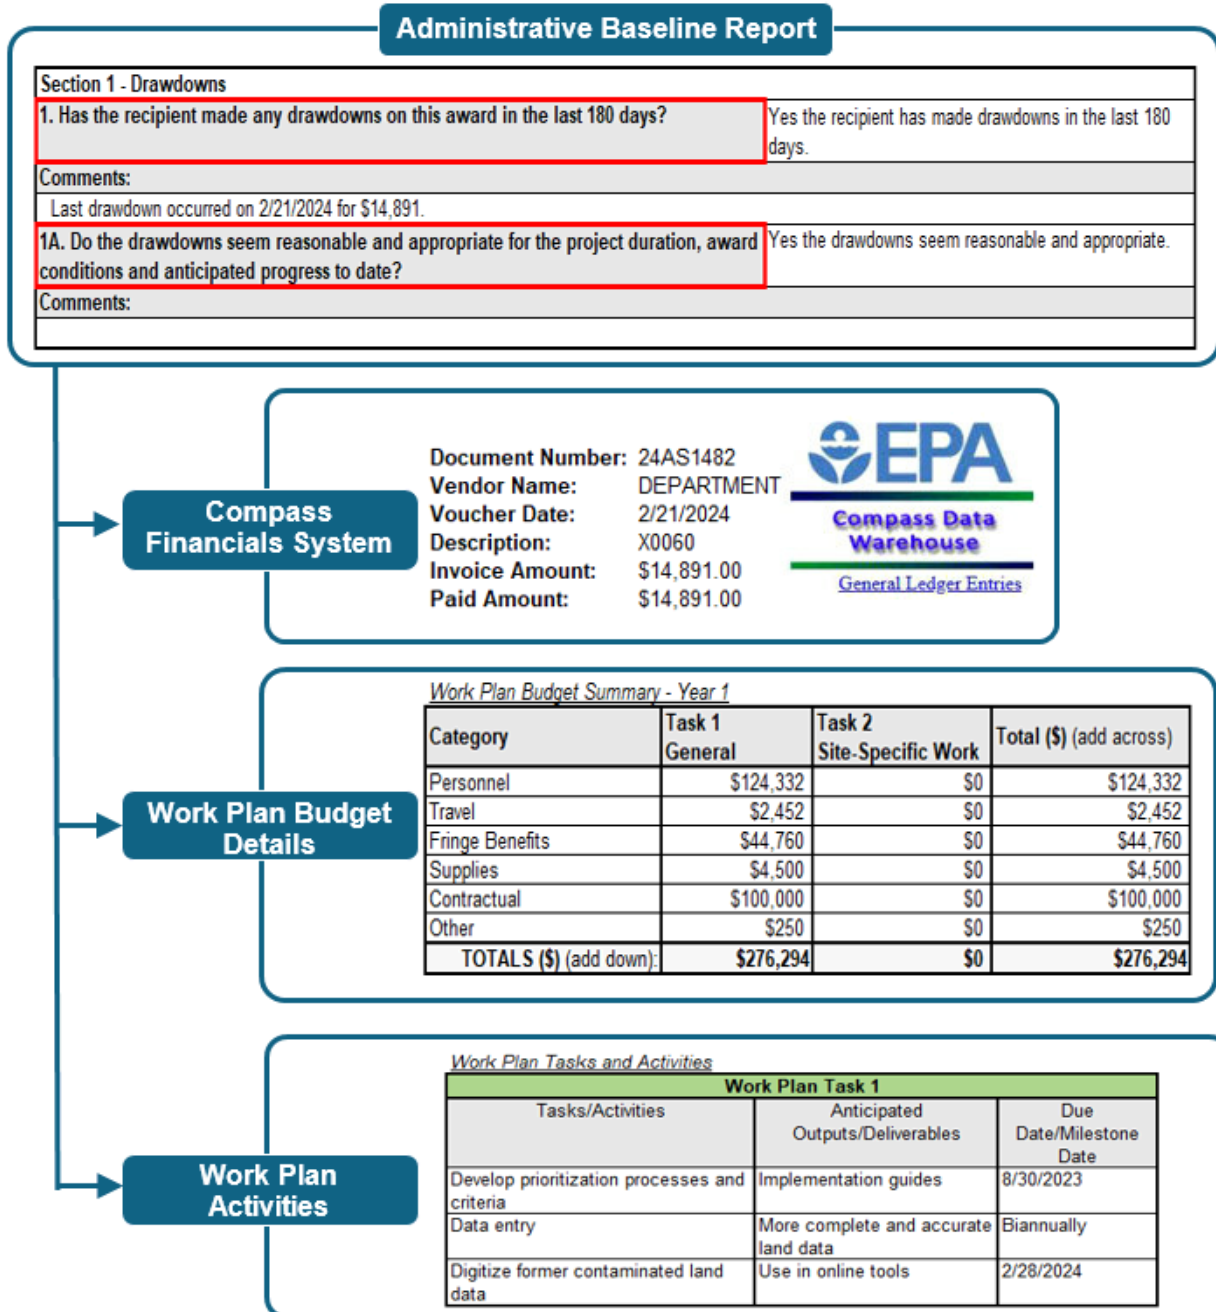 Administrative Baseline Report
Section 1 - Drawdowns
1. Has the recipient made any drawdowns on this award in the last 180 days?
Yes the recipient has made drawdowns in the last 180
days.
Comments:
Last drawdown occurred on 2/21/2024 for $14,891.
1A. Do the drawdowns seem reasonable and appropriate for the project duration, award
conditions and anticipated progress to date?
Yes the drawdowns seem reasonable and appropriate.
Comments:
Compass
Financials System
Document Number: 24AS1482
Vendor Name: DEPARTMENT
Voucher Date: 2/21/2024
Description: X0060
Invoice Amount: $14,891.00
Paid Amount: $14,891.00
EPA
Compass Data
Warehouse
General Ledger Entries
Work Plan Budget
Details
Work Plan Budget Summary - Year 1
Category
Task 1
General
Task 2
Site-Specific Work
Total ($) (add across)
Personnel $124,332 $0 $124,332
Travel $2,452 $0 $2,452
Fringe Benefits $44,760 $0 $44,760
Supplies $4,500 $0 $4,500
Contractual $100,000 $0 $100,000
Other $250 $0 $250
TOTALS ($) (add down): $276,294 $0 $276,294
Work Plan
Activities
Work Plan Tasks and Activities
Work Plan Task 1
Tasks/Activities
Anticipated
Outputs/Deliverables
Due
Date/Milestone
Date
Develop prioritization processes and
criteria
Implementation guides
8/30/2023
Data entry
More complete and accurate
land data
Biannually
Digitize former contaminated land
data
Use in online tools
2/28/2024